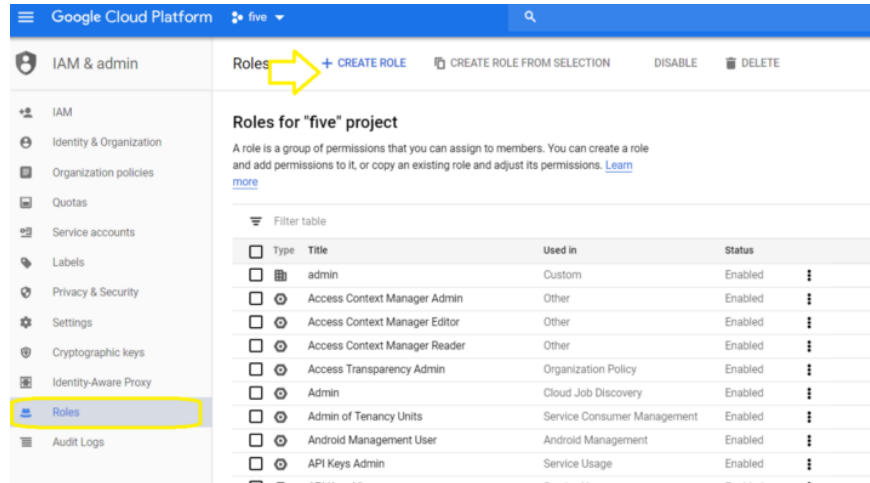 Google Cloud Platform five
IAM & admin
Roles CREATE ROLE CREATE ROLE FROM SELECTION DISABLE DELETE
IAM
Identity & Organization
Organization policies
Quotas
Service accounts
Labels
Privacy & Security
Settings
Cryptographic keys
Identity-Aware Proxy
Roles
Audit Logs
Roles for "five" project
A role is a group of permissions that you can assign to members. You can create a role
and add permissions to it, or copy an existing role and adjust its permissions. Learn
more
Filter table
Type Title Used in Status
admin Custom Enabled
Access Context Manager Admin Other Enabled
Access Context Manager Editor Other Enabled
Access Context Manager Reader Other Enabled
Access Transparency Admin Organization Policy Enabled
Admin Cloud Job Discovery Enabled
Admin of Tenancy Units Service Consumer Management Enabled
Android Management User Android Management Enabled
API Keys Admin Service Usage Enabled